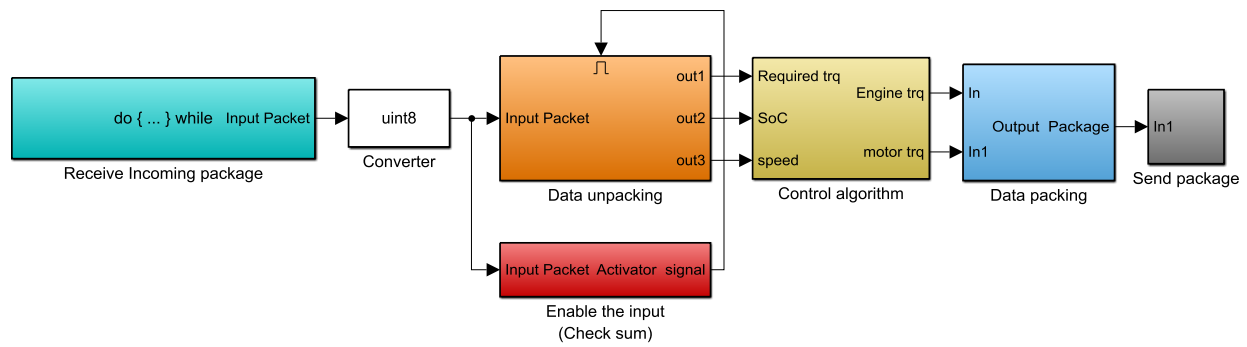 do { ... } while Input Packet
Receive Incoming package
uint8
Converter
Input Packet
out1
out2
out3
Data unpacking
Input Packet Activator signal
Enable the input
(Check sum)
Required trq
SoC
speed
Engine trq
motor trq
Control algorithm
In
In1
Output Package
Data packing
In1
Send package